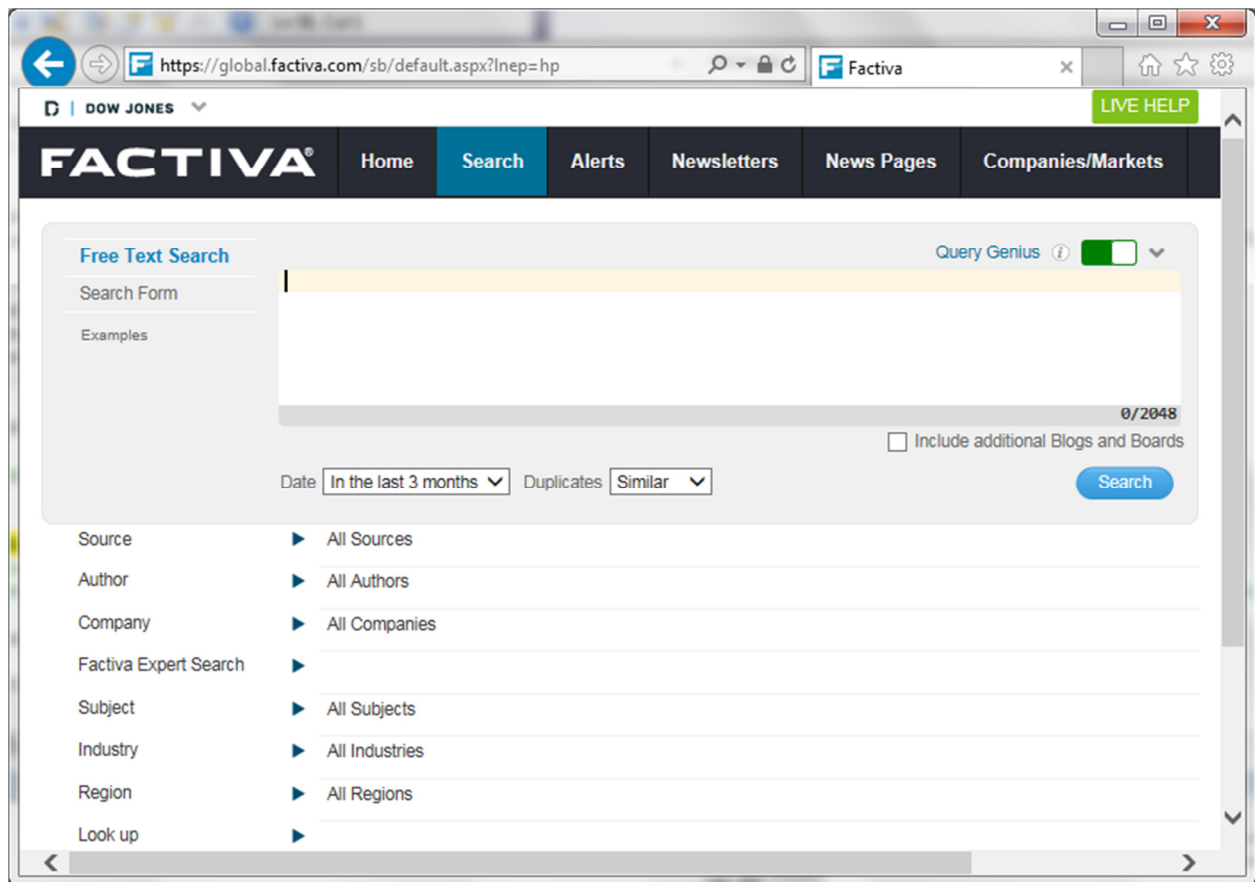 https://global.factiva.com/sb/default.aspx?lnep=hp
Factiva
DOW JONES
LIVE HELP
FACTIVA®
Home Search Alerts Newsletters News Pages Companies/Markets
Free Text Search
Query Genius
Search Form
Examples
0/2048
Include additional Blogs and Boards
Date In the last 3 months Duplicates Similar Search
Source All Sources
Author All Authors
Company All Companies
Factiva Expert Search
Subject All Subjects
Industry All Industries
Region All Regions
Look up